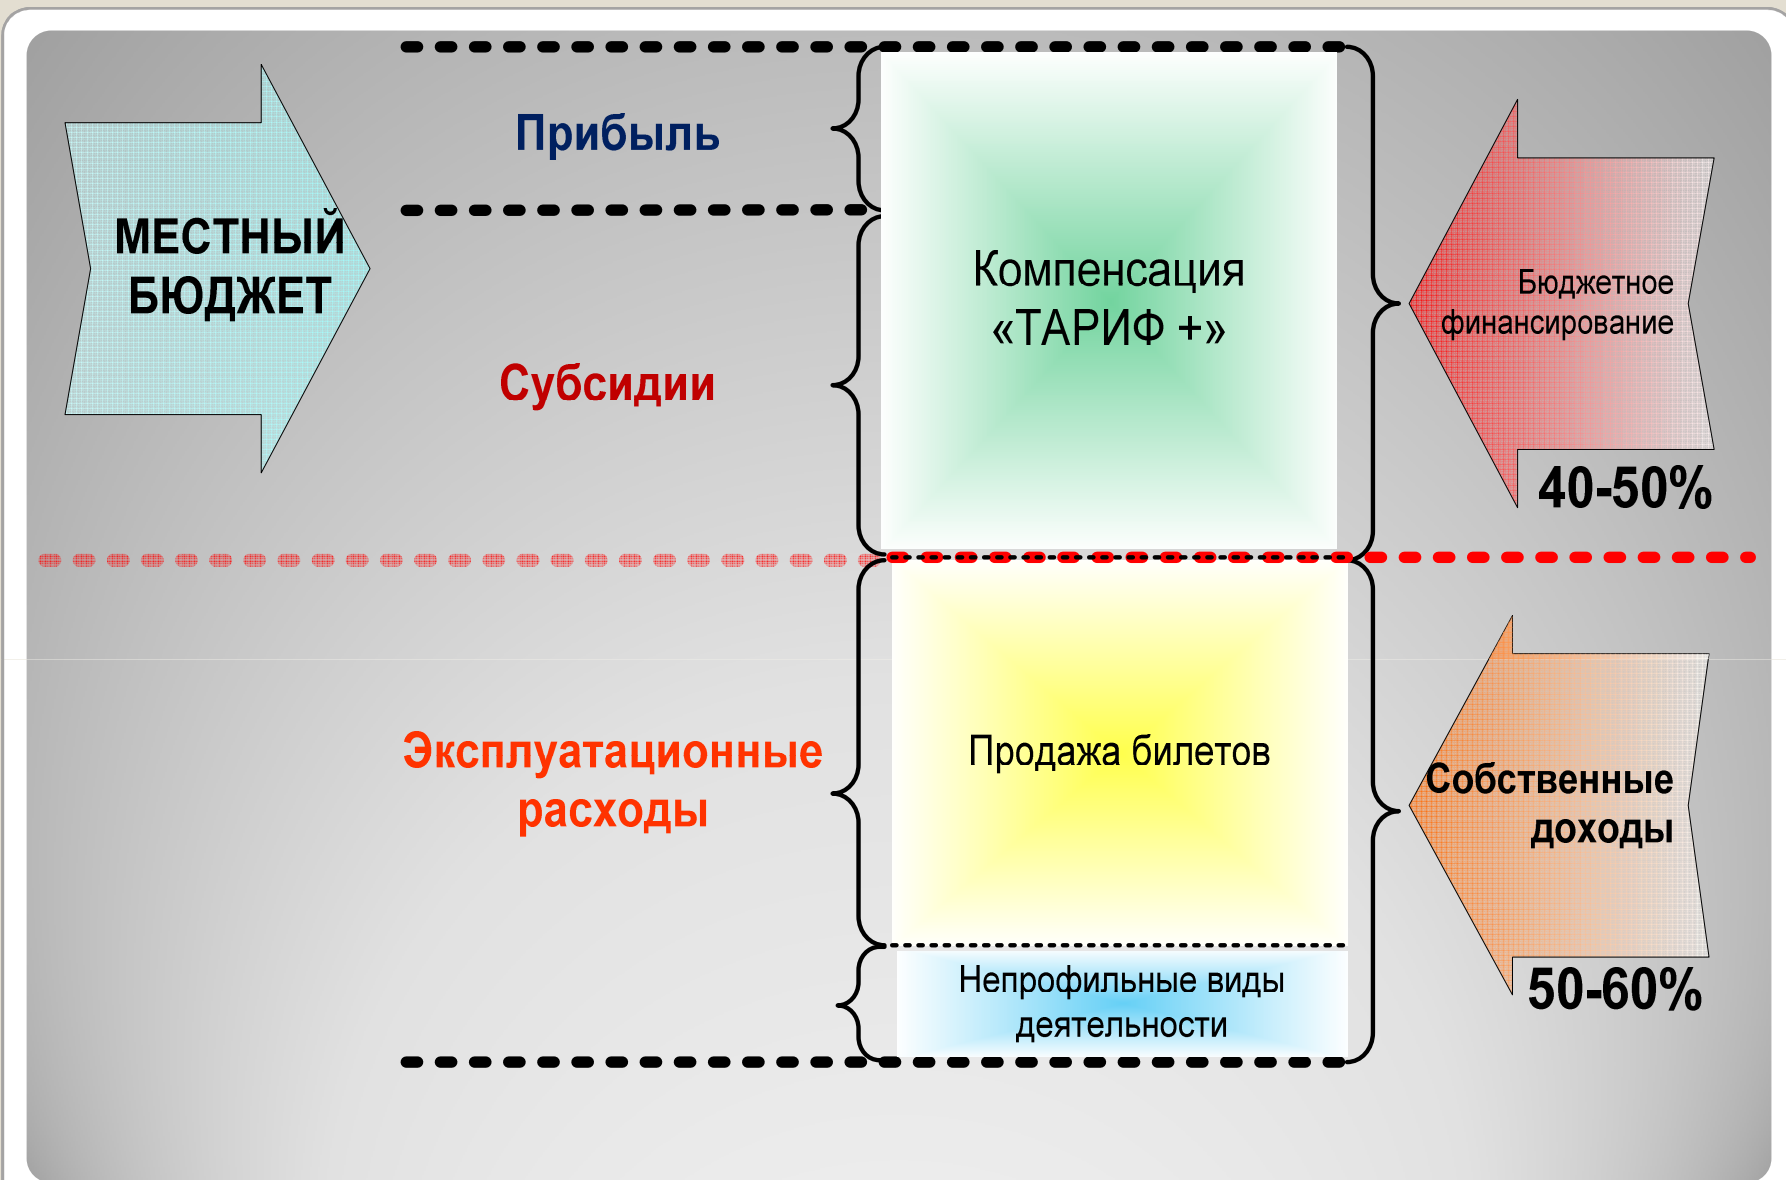 Прибыль
МЕСТНЫЙ
БЮДЖЕТ
Субсидии
Компенсация
«ТАРИФ +»
Бюджетное
финансирование
40-50%
Эксплуатационные
расходы
Продажа билетов
Непрофильные виды
деятельности
Собственные
доходы
50-60%